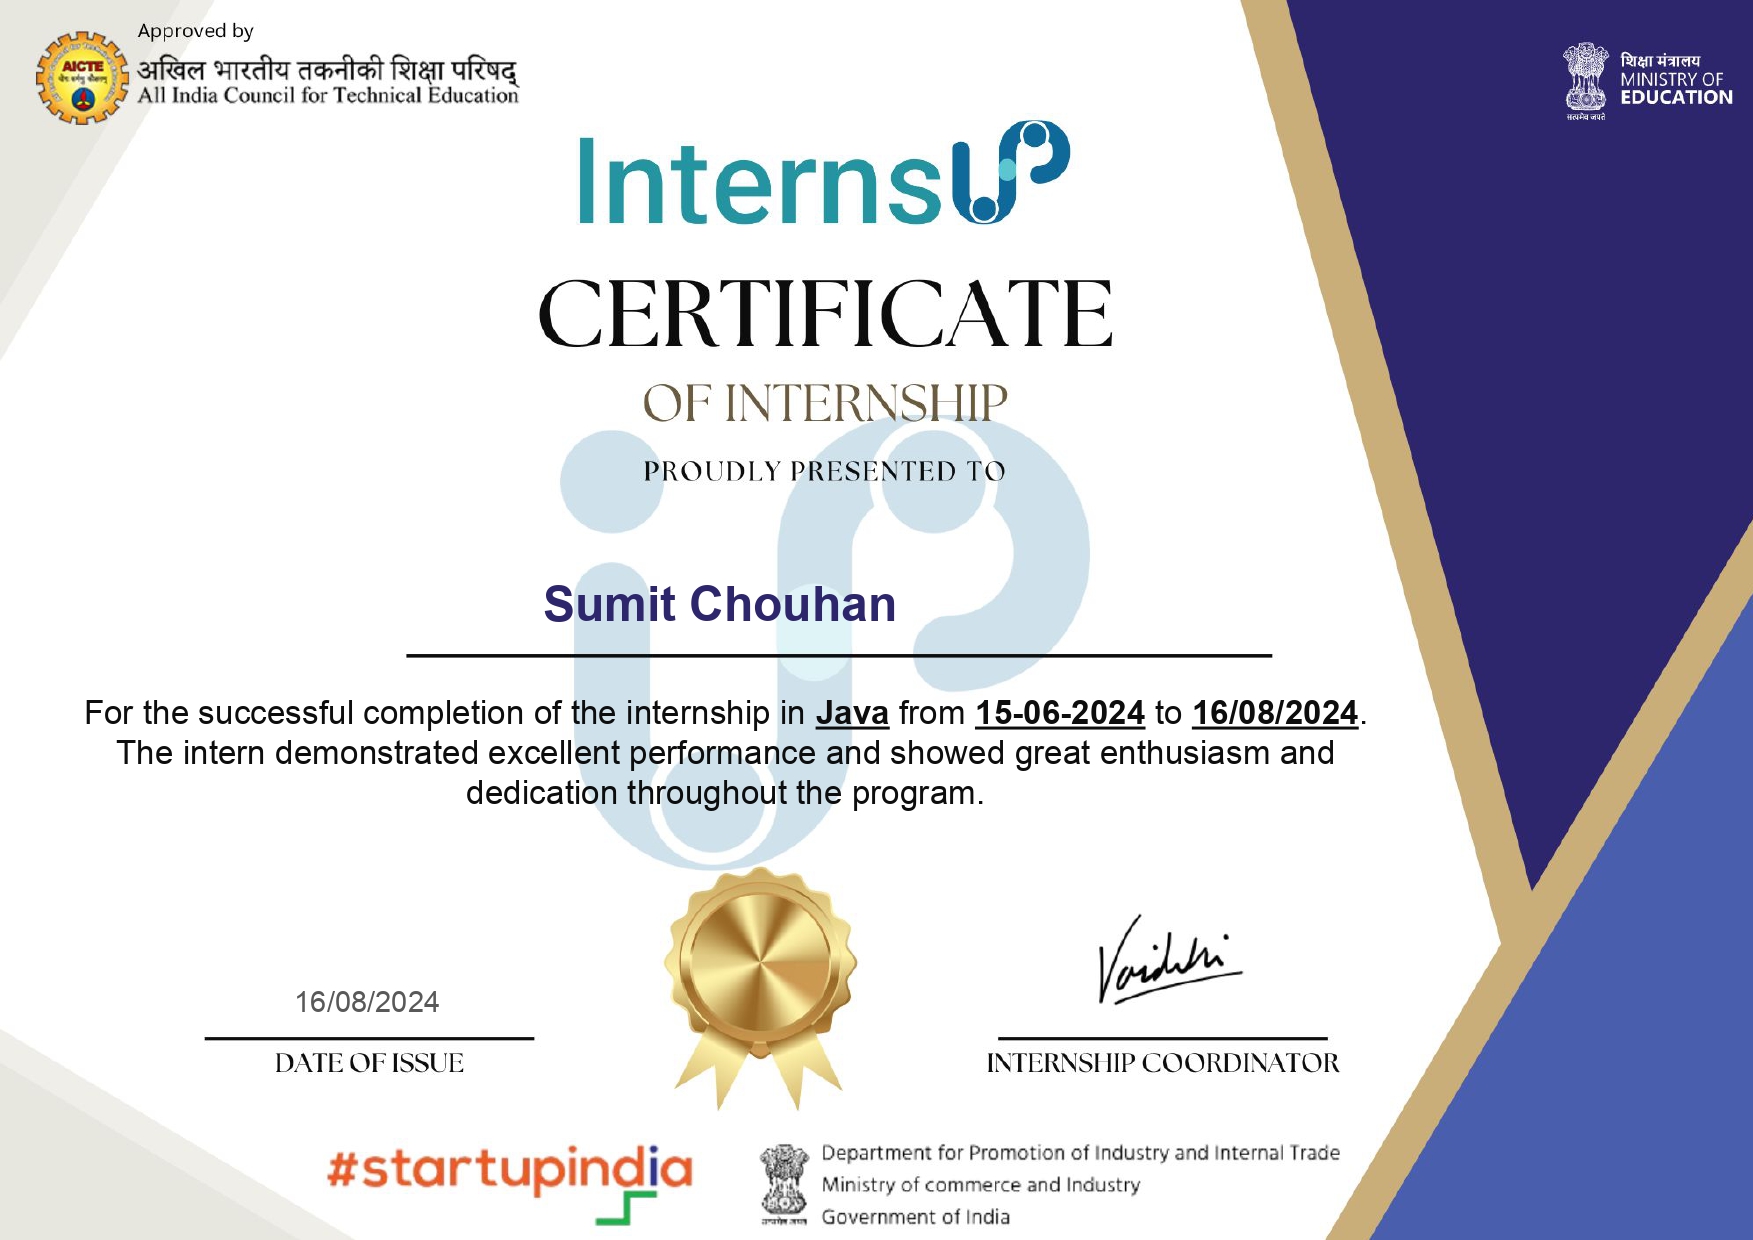 Approved by
AICTE
अखिल भारतीय तकनीकी शिक्षा परिषद्
All India Council for Technical Education
शिक्षा मंत्रालय
MINISTRY OF
EDUCATION
सत्यमेव जयते
InternsUP
CERTIFICATE
OF INTERNSHIP
PROUDLY PRESENTED TO
Sumit Chouhan
For the successful completion of the internship in Java from 15-06-2024 to 16/08/2024.
The intern demonstrated excellent performance and showed great enthusiasm and
dedication throughout the program.
16/08/2024
DATE OF ISSUE
INTERNSHIP COORDINATOR
#startupindia
Department for Promotion of Industry and Internal Trade
Ministry of commerce and Industry
Government of India